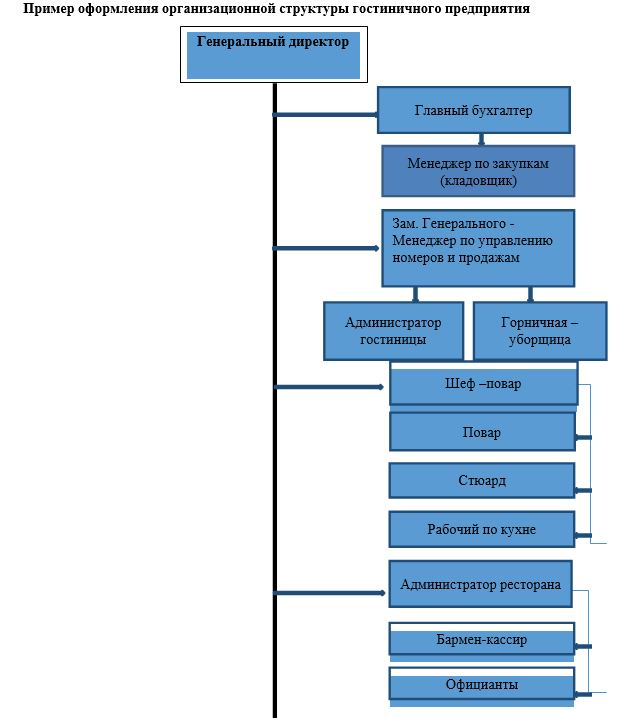 Пример оформления организационной структуры гостиничного предприятия
Генеральный директор
Главный бухгалтер
Менеджер по закупкам
(кладовщик)
Зам. Генерального -
Менеджер по управлению
номеров и продажам
Администратор
гостиницы
Горничная –
уборщица
Шеф –повар
Повар
Стюард
Рабочий по кухне
Администратор ресторана
Бармен-кассир
Официанты